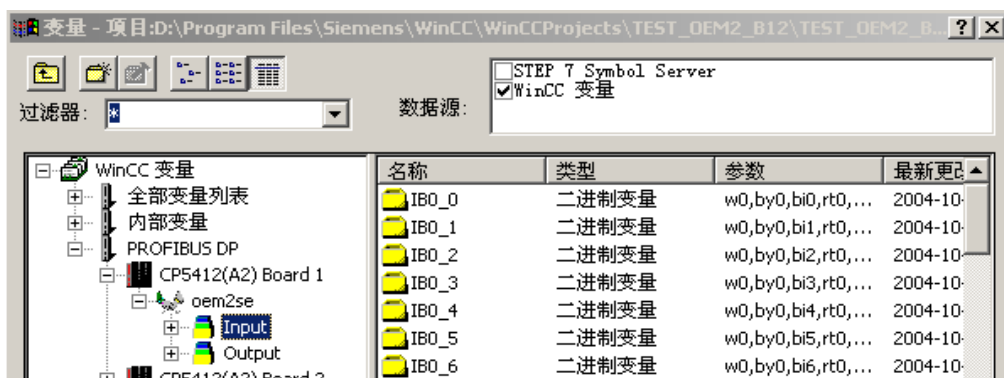 变量 - 项目:D:\Program Files\Siemens\WinCC\WinCCProjects\TEST_OEM2_B12\TEST_OEM2_B...
STEP 7 Symbol Server
WinCC 变量
过滤器: *
数据源:
WinCC 变量
全部变量列表
内部变量
PROFIBUS DP
CP5412(A2) Board 1
oem2se
Input
Output
名称 类型 参数 最新更改
IB0_0 二进制变量 w0,by0,bi0,rt0,... 2004-10-
IB0_1 二进制变量 w0,by0,bi1,rt0,... 2004-10-
IB0_2 二进制变量 w0,by0,bi2,rt0,... 2004-10-
IB0_3 二进制变量 w0,by0,bi3,rt0,... 2004-10-
IB0_4 二进制变量 w0,by0,bi4,rt0,... 2004-10-
IB0_5 二进制变量 w0,by0,bi5,rt0,... 2004-10-
IB0_6 二进制变量 w0,by0,bi6,rt0,... 2004-10-